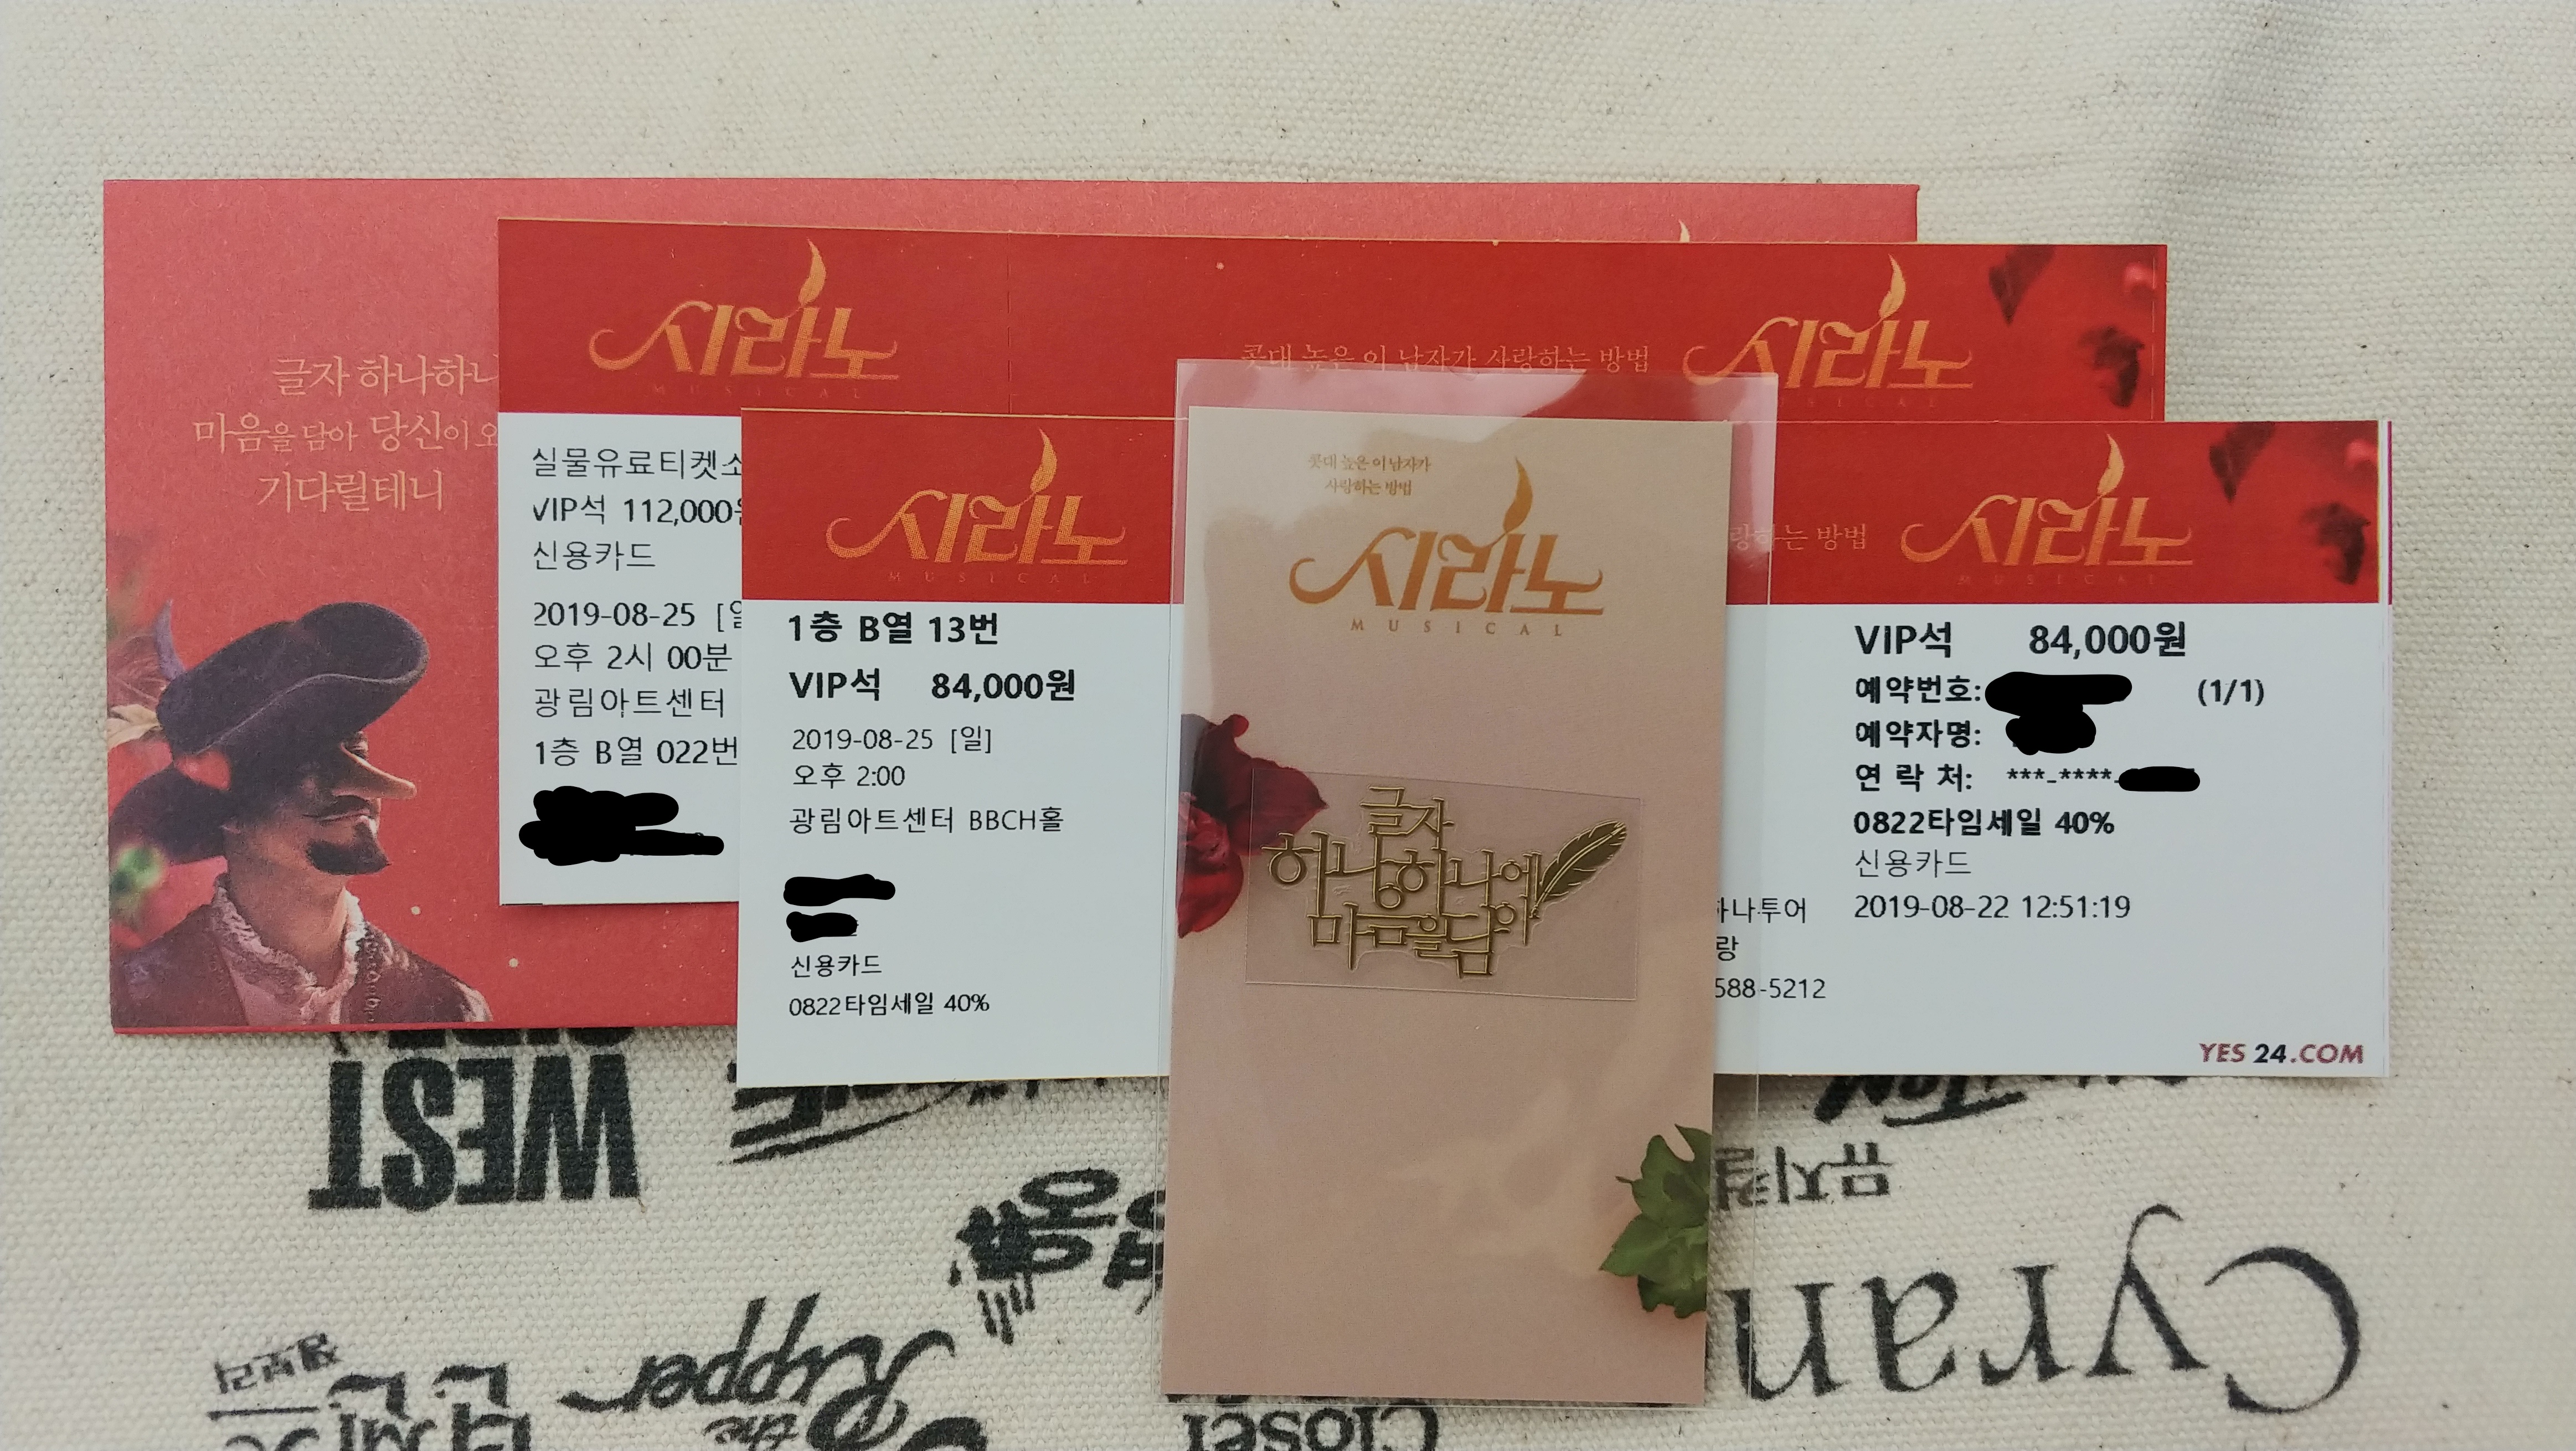 글자 하나하나
마음을 담아 당신이 오
기다릴테니
시라노
MUSICAL
콧대 높은 이 남자가 사랑하는 방법
시라노
MUSICAL
실물유료티켓소
VIP석 112,000원
신용카드
2019-08-25 [일
오후 2시 00분
광림아트센터
1층 B열 022번
시라노
MUSICAL
1층 B열 13번
VIP석 84,000원
2019-08-25 [일]
오후 2:00
광림아트센터 BBCH홀
신용카드
0822타임세일 40%
콧대 높은 이 남자가
사랑하는 방법
시라노
MUSICAL
글자
하나하나에
마음을담아
랑하는 방법
시라노
MUSICAL
VIP석 84,000원
예약번호: (1/1)
예약자명:
연 락 처: ***-****-
0822타임세일 40%
신용카드
하나투어 2019-08-22 12:51:19
랑
588-5212
YES 24.COM
WEST
뮤지컬
Cyran
the Ripper
Closer